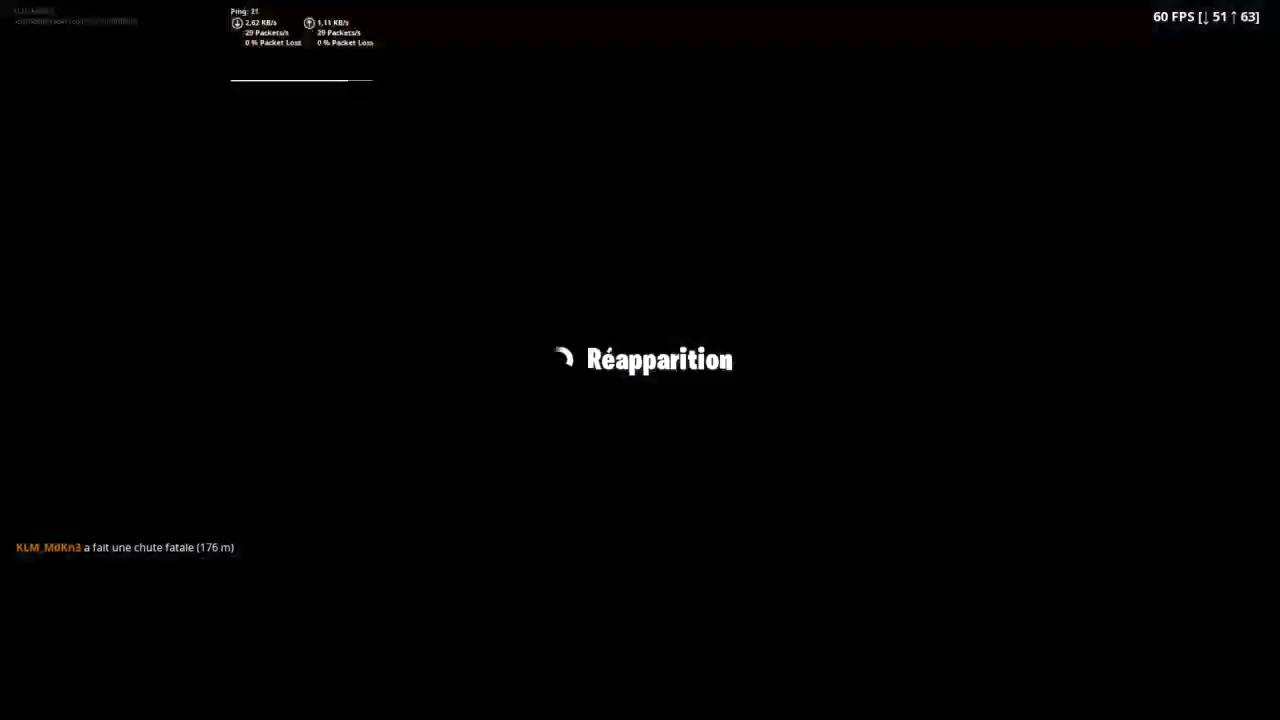 Ping: 21
2,62 KB/s 1,11 KB/s
29 Packets/s 29 Packets/s
0 % Packet Loss 0 % Packet Loss
60 FPS [↓ 51 ↑ 63]
Réapparition
KLM_MdKn3 a fait une chute fatale (176 m)